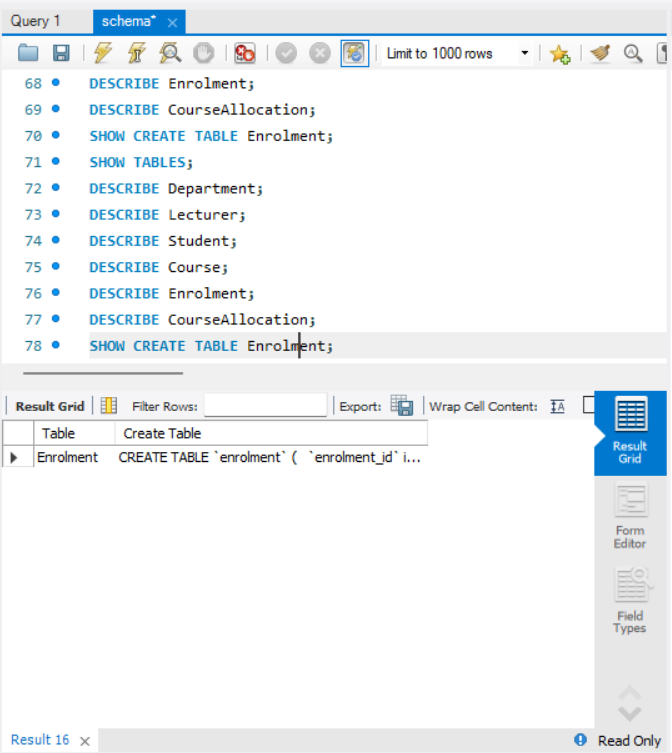 Query 1 schema* ×
Limit to 1000 rows
68 DESCRIBE Enrolment;
69 DESCRIBE CourseAllocation;
70 SHOW CREATE TABLE Enrolment;
71 SHOW TABLES;
72 DESCRIBE Department;
73 DESCRIBE Lecturer;
74 DESCRIBE Student;
75 DESCRIBE Course;
76 DESCRIBE Enrolment;
77 DESCRIBE CourseAllocation;
78 SHOW CREATE TABLE Enrolment;
Result Grid Filter Rows: Export: Wrap Cell Content: IA
Table Create Table
Enrolment CREATE TABLE `enrolment` ( `enrolment_id` i...
Result
Grid
Form
Editor
Field
Types
Result 16 × Read Only